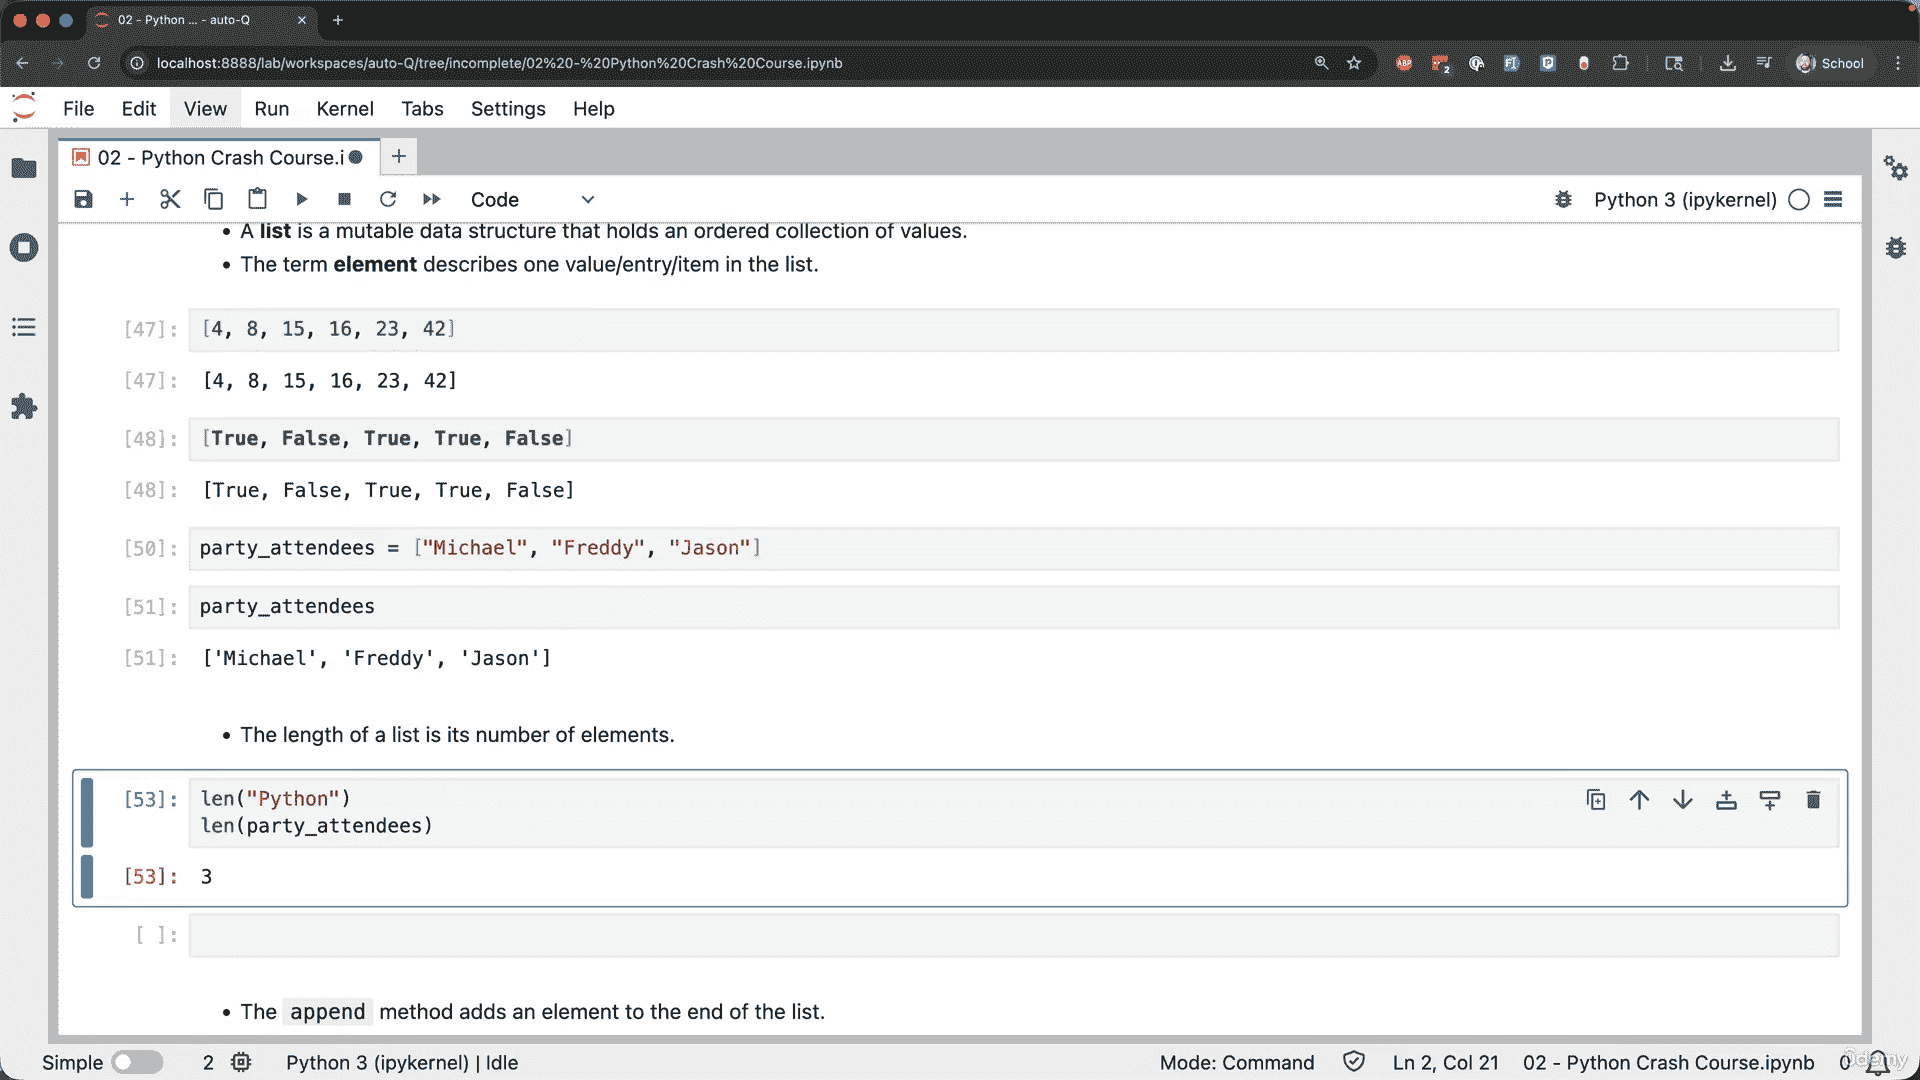 02 - Python ... - auto-Q
localhost:8888/lab/workspaces/auto-Q/tree/incomplete/02%20-%20Python%20Crash%20Course.ipynb
ABP
2
School
File Edit View Run Kernel Tabs Settings Help
02 - Python Crash Course.i
Code
Python 3 (ipykernel)
• A list is a mutable data structure that holds an ordered collection of values.
• The term element describes one value/entry/item in the list.
[47]: [4, 8, 15, 16, 23, 42]
[47]: [4, 8, 15, 16, 23, 42]
[48]: [True, False, True, True, False]
[48]: [True, False, True, True, False]
[50]: party_attendees = ["Michael", "Freddy", "Jason"]
[51]: party_attendees
[51]: ['Michael', 'Freddy', 'Jason']
• The length of a list is its number of elements.
[53]: len("Python")
len(party_attendees)
[53]: 3
[ ]:
• The append method adds an element to the end of the list.
Simple 2 Python 3 (ipykernel) | Idle Mode: Command Ln 2, Col 21 02 - Python Crash Course.ipynb 0
Udemy